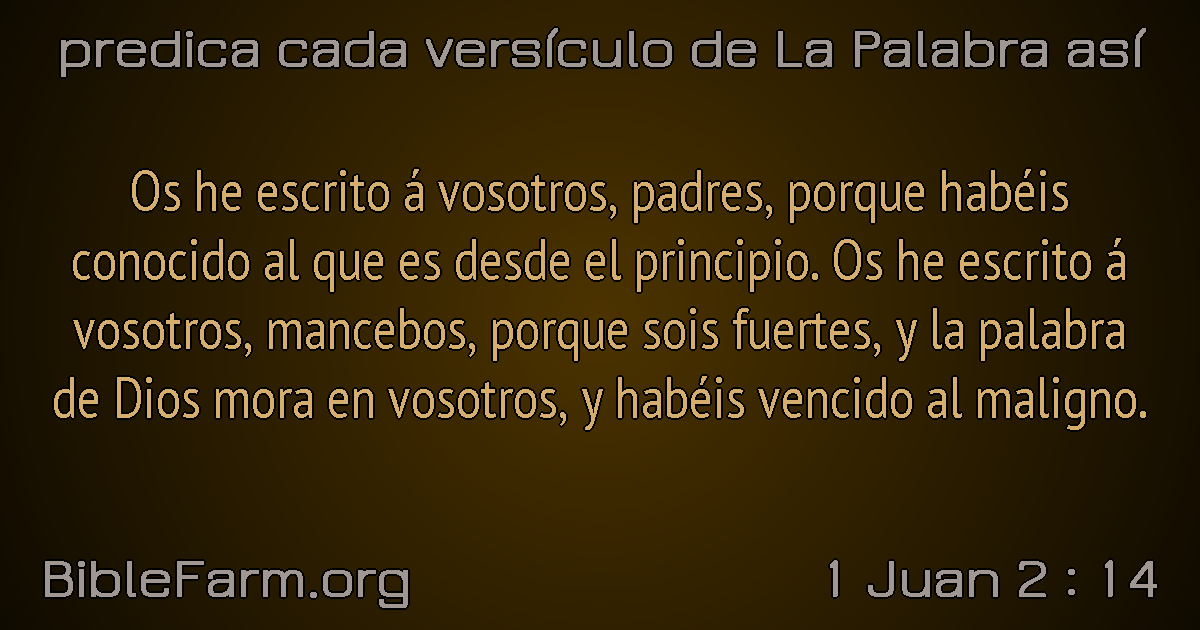 predica cada versículo de La Palabra así
Os he escrito á vosotros, padres, porque habéis
conocido al que es desde el principio. Os he escrito á
vosotros, mancebos, porque sois fuertes, y la palabra
de Dios mora en vosotros, y habéis vencido al maligno.
BibleFarm.org
1 Juan 2 : 14